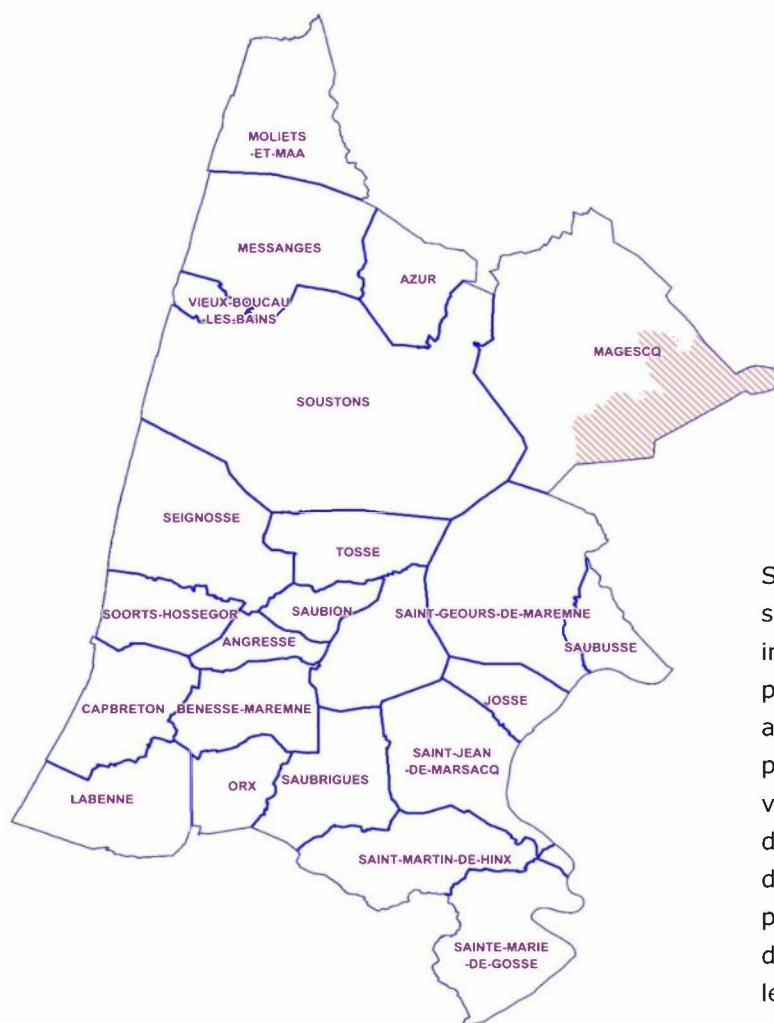 MOLIETS
-ET-MAA
MESSANGES
AZUR
VIEUX-BOUCAU
-LES-BAINS
MAGESCQ
SOUSTONS
SEIGNOSSE
TOSSE
SOORTS-HOSSEGOR
SAUBION
SAINT-GEOURS-DE-MAREMNE
ANGRESSE
SAUBUSSE
CAPBRETON
BENESSE-MAREMNE
JOSSE
SAINT-JEAN
-DE-MARSACQ
LABENNE
ORX
SAUBRIGUES
SAINT-MARTIN-DE-HINX
SAINTE-MARIE
-DE-GOSSE